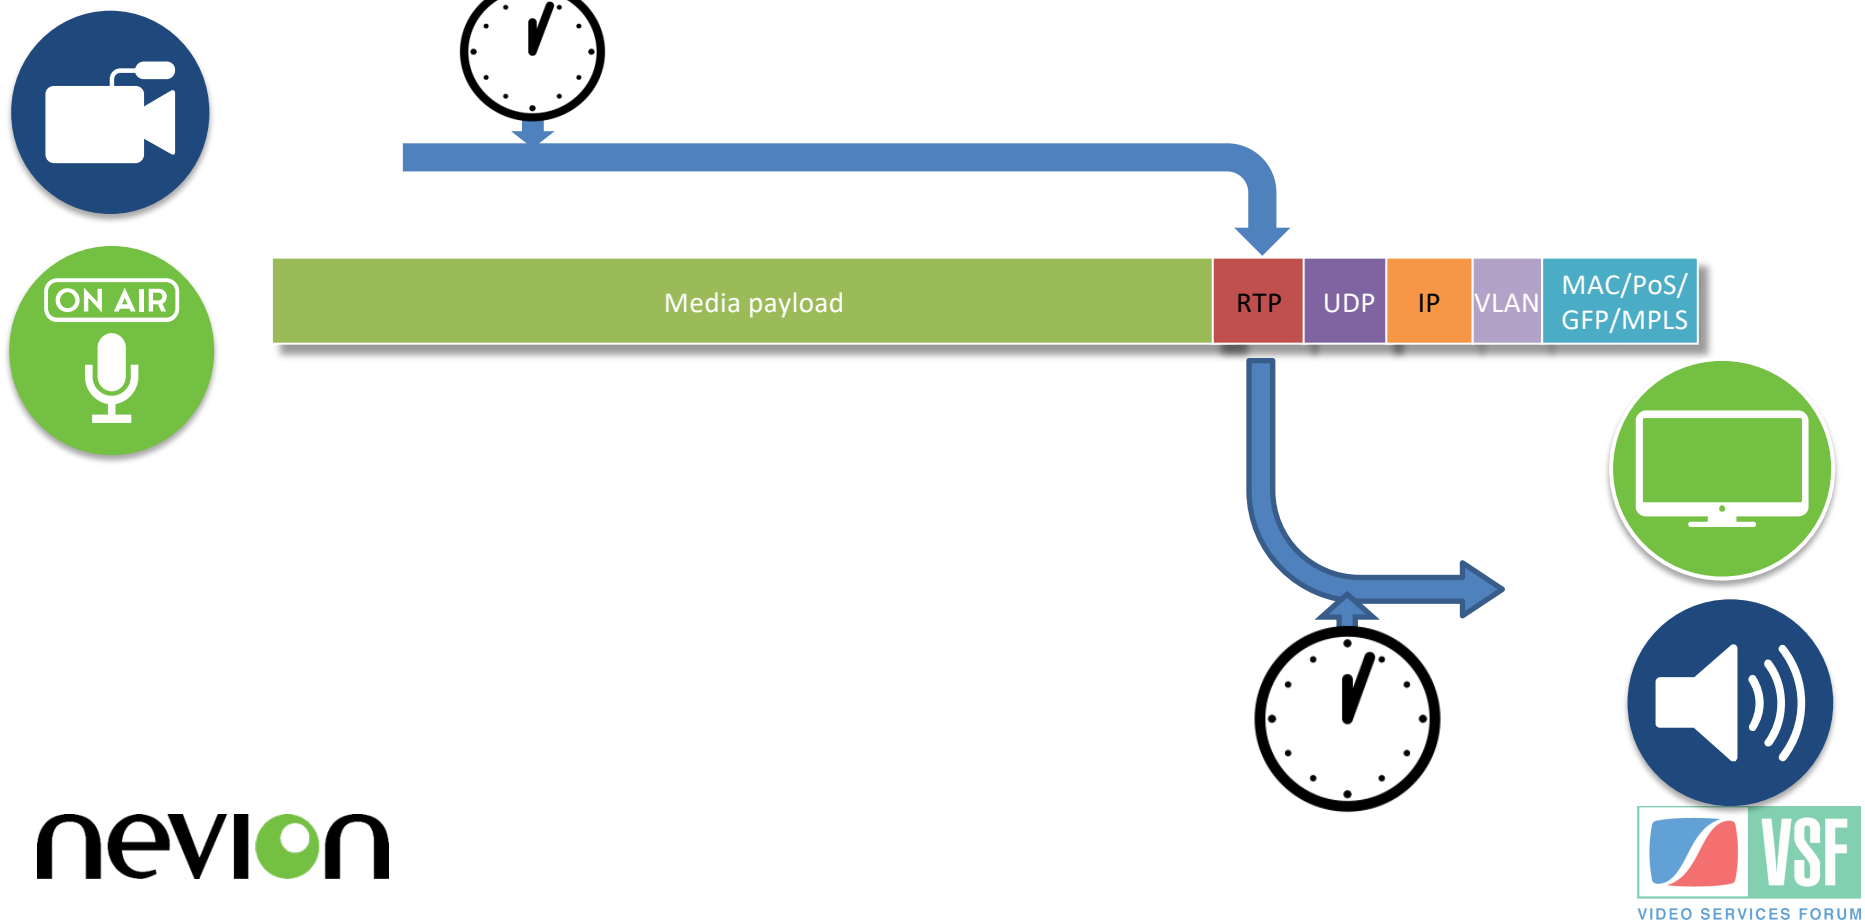 ON AIR
Media payload
RTP
UDP
IP
VLAN
MAC/PoS/
GFP/MPLS
nevion
VSF
VIDEO SERVICES FORUM